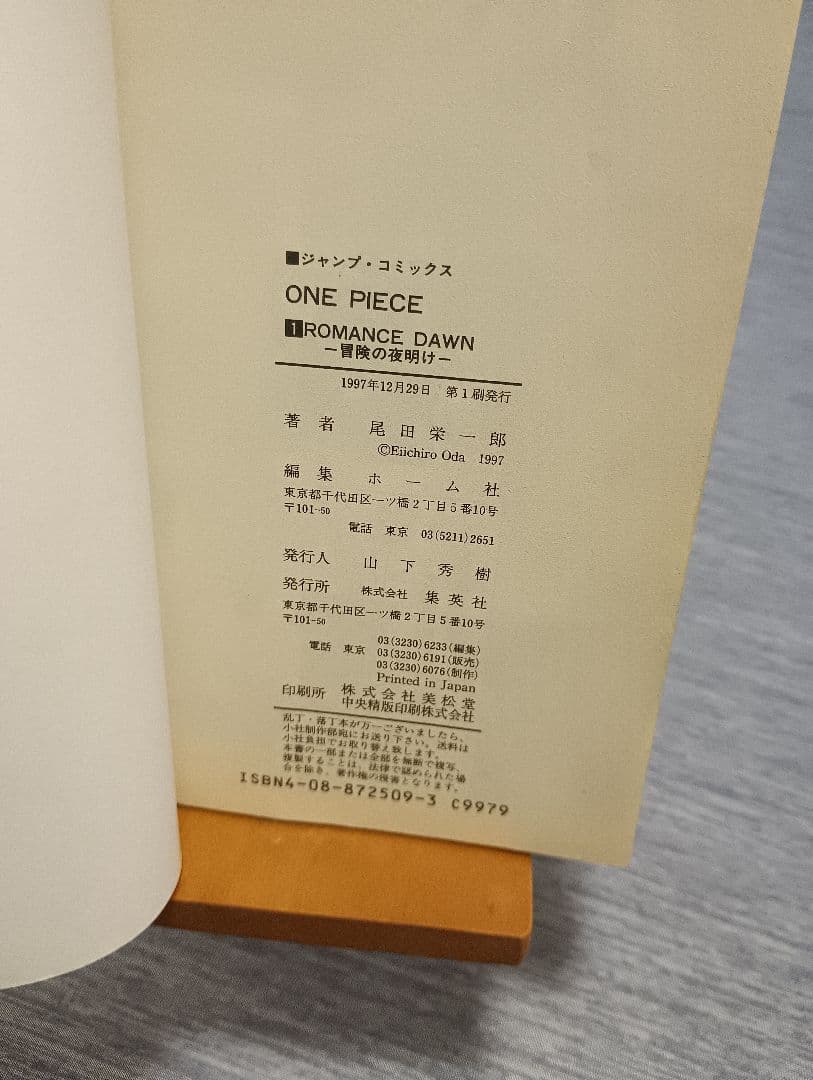 ■ジャンプ・コミックス
ONE PIECE
1 ROMANCE DAWN
ー冒険の夜明けー
1997年12月29日 第1刷発行
著者 尾田栄一郎
©Eiichiro Oda 1997
編集 ホーム社
東京都千代田区一ツ橋2丁目5番10号
〒101-50
電話 東京 03(5211)2651
発行人 山下秀樹
発行所 株式会社 集英社
東京都千代田区一ツ橋2丁目5番10号
〒101-50
03(3230)6233(編集)
電話 東京 03(3230)6191(販売)
03(3230)6076(制作)
Printed in Japan
印刷所 株式会社美松堂
中央精版印刷株式会社
乱丁・落丁本が万一ございましたら、
小社制作部宛にお送り下さい。送料は
小社負担でお取り替え致します。
本書の一部または全部を無断で複写、
複製することは、法律で認められた場
合を除き、著作権の侵害となります。
ISBN4-08-872509-3 C9979